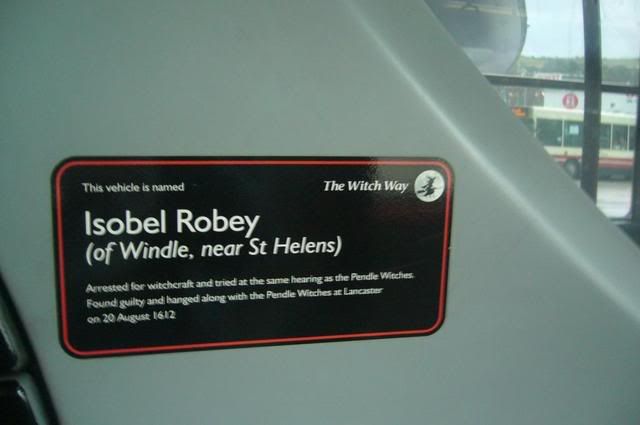 This vehicle is named
The Witch Way
Isobel Robey
(of Windle, near St Helens)
Arrested for witchcraft and tried at the same hearing as the Pendle Witches.
Found guilty and hanged along with the Pendle Witches at Lancaster
on 20 August 1612